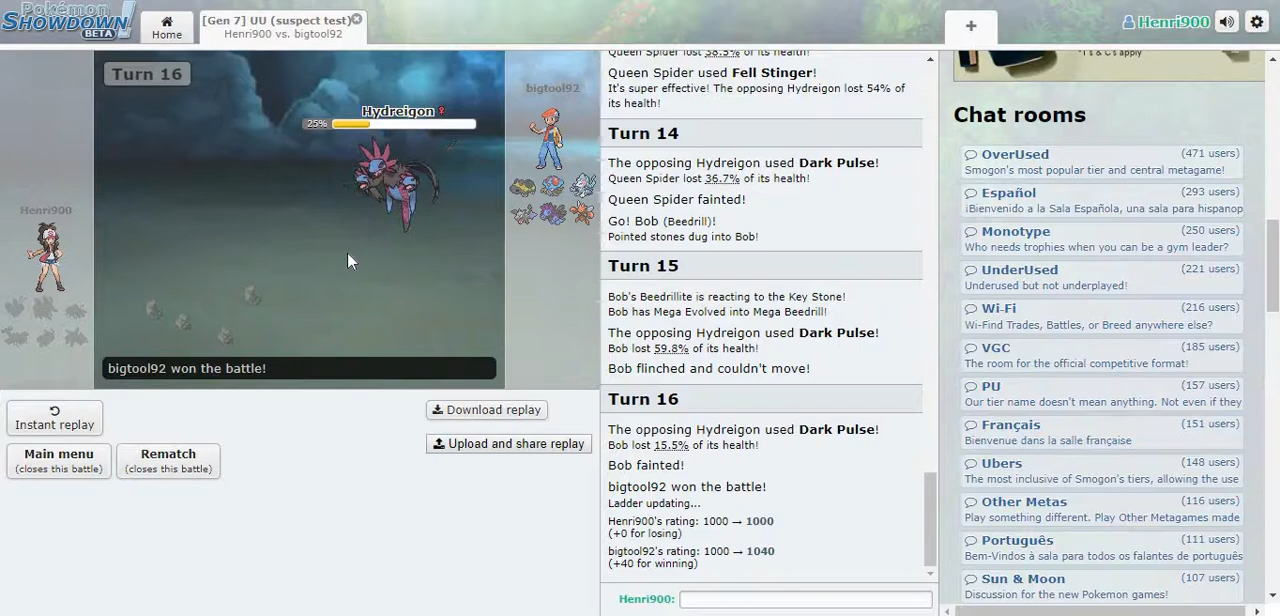 Pokémon
Showdown
BETA
Home
[Gen 7] UU (suspect test)
Henri900 vs. bigtool92
+
Henri900
Turn 16
Hydreigon
25%
bigtool92
Henri900
bigtool92 won the battle!
Instant replay
Download replay
Upload and share replay
Main menu
(closes this battle)
Rematch
(closes this battle)
Queen Spider lost 38.5% of its health!
Queen Spider used Fell Stinger!
It's super effective! The opposing Hydreigon lost 54% of
its health!
Turn 14
The opposing Hydreigon used Dark Pulse!
Queen Spider lost 36.7% of its health!
Queen Spider fainted!
Go! Bob (Beedrill)!
Pointed stones dug into Bob!
Turn 15
Bob's Beedrillite is reacting to the Key Stone!
Bob has Mega Evolved into Mega Beedrill!
The opposing Hydreigon used Dark Pulse!
Bob lost 59.8% of its health!
Bob flinched and couldn't move!
Turn 16
The opposing Hydreigon used Dark Pulse!
Bob lost 15.5% of its health!
Bob fainted!
bigtool92 won the battle!
Ladder updating...
Henri900's rating: 1000 → 1000
(+0 for losing)
bigtool92's rating: 1000 → 1040
(+40 for winning)
Henri900:
T's & C's apply
Chat rooms
OverUsed (471 users)
Smogon's most popular tier and central metagame!
Español (293 users)
¡Bienvenido a la Sala Española, una sala para hispanop
Monotype (250 users)
Who needs trophies when you can be a gym leader?
UnderUsed (221 users)
Underused but not underplayed!
Wi-Fi (216 users)
Wi-Find Trades, Battles, or Breed anywhere else?
VGC (185 users)
The room for the official competitive format!
PU (157 users)
Our tier name doesn't mean anything. Not even if they
Français (151 users)
Bienvenue dans la salle française
Ubers (148 users)
The most inclusive of Smogon's tiers, allowing the use
Other Metas (116 users)
Play something different. Play Other Metagames made
Português (111 users)
Bem-Vindos à sala para todos os falantes de português
Sun & Moon (107 users)
Discussion for the new Pokemon games!